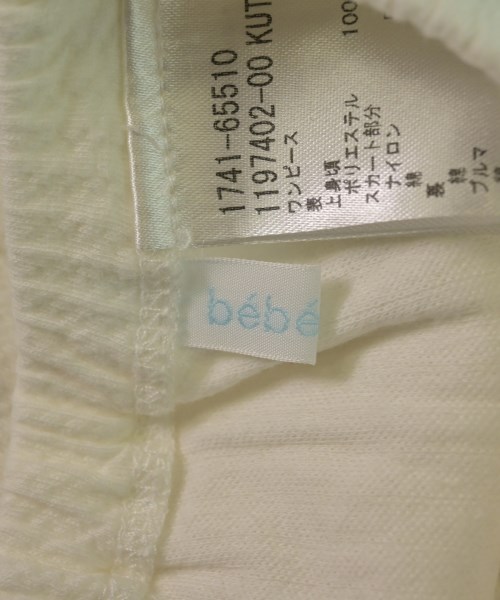 1741-65510
1197402-00 KUT
ワンピース
表
上身頃
ポリエステル
100
スカート部分
ナイロン
綿
裏
綿
ブルマ
bébé